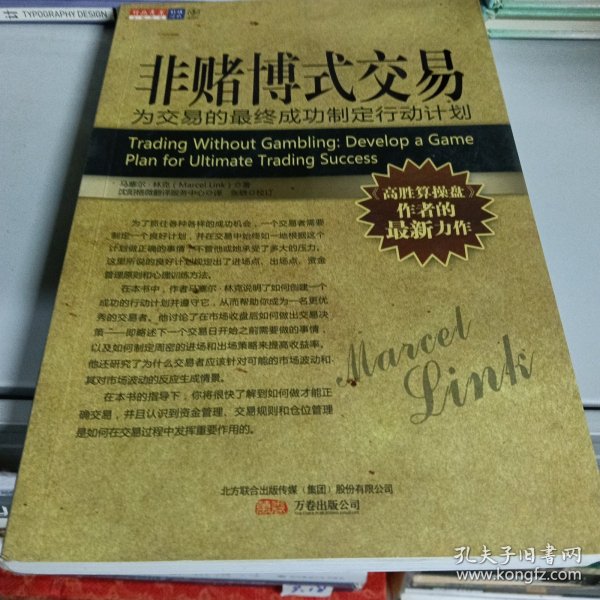 TYPOGRAPHY DESIGN
非赌博式交易
为交易的最终成功制定行动计划
Trading Without Gambling: Develop a Game
Plan for Ultimate Trading Success
马塞尔·林克(Marcel Link)◎著
《高胜算操盘》
作者的
最新力作
为了抓住各种各样的成功机会,一个交易者需要
制定一个良好计划,并在交易中始终如一地根据这个
计划做正确的事情,不管他或她承受了多大的压力。
这里所说的良好计划规定出了进场点、出场点、资金
管理原则和心理训练方法。
在本书中,作者马塞尔·林克说明了如何创建一个
成功的行动计划并遵守它,从而帮助你成为一名更优
秀的交易者。他讨论了在市场收盘后如何做出交易决
策——即略述下一个交易日开始之前需要做的事情,
以及如何制定周密的进场和出场策略来提高收益率。
他还研究了为什么交易者应该针对可能的市场波动和
其对市场波动的反应生成情景。
在本书的指导下,你将很快了解到如何做才能正
确交易,并且认识到资金管理、交易规则和仓位管理
是如何在交易过程中发挥重要作用的。
Marcel
Link
北方联合出版传媒(集团)股份有限公司
万卷出版公司
孔夫子旧书网
www.kongfz.com